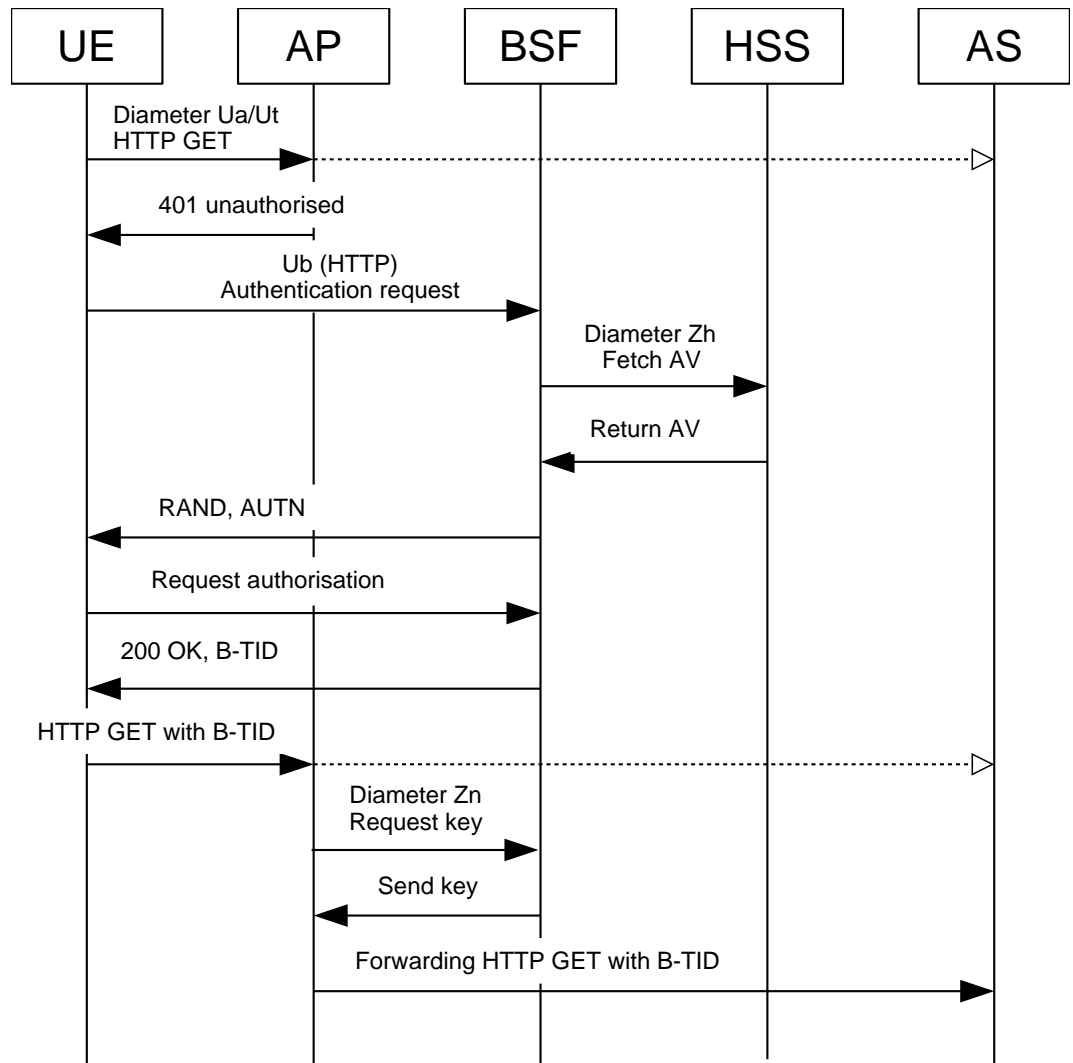 UE
AP
BSF
HSS
AS
Diameter Ua/Ut
HTTP GET
401 unauthorised
Ub (HTTP)
Authentication request
Diameter Zh
Fetch AV
Return AV
RAND, AUTN
Request authorisation
200 OK, B-TID
HTTP GET with B-TID
Diameter Zn
Request key
Send key
Forwarding HTTP GET with B-TID